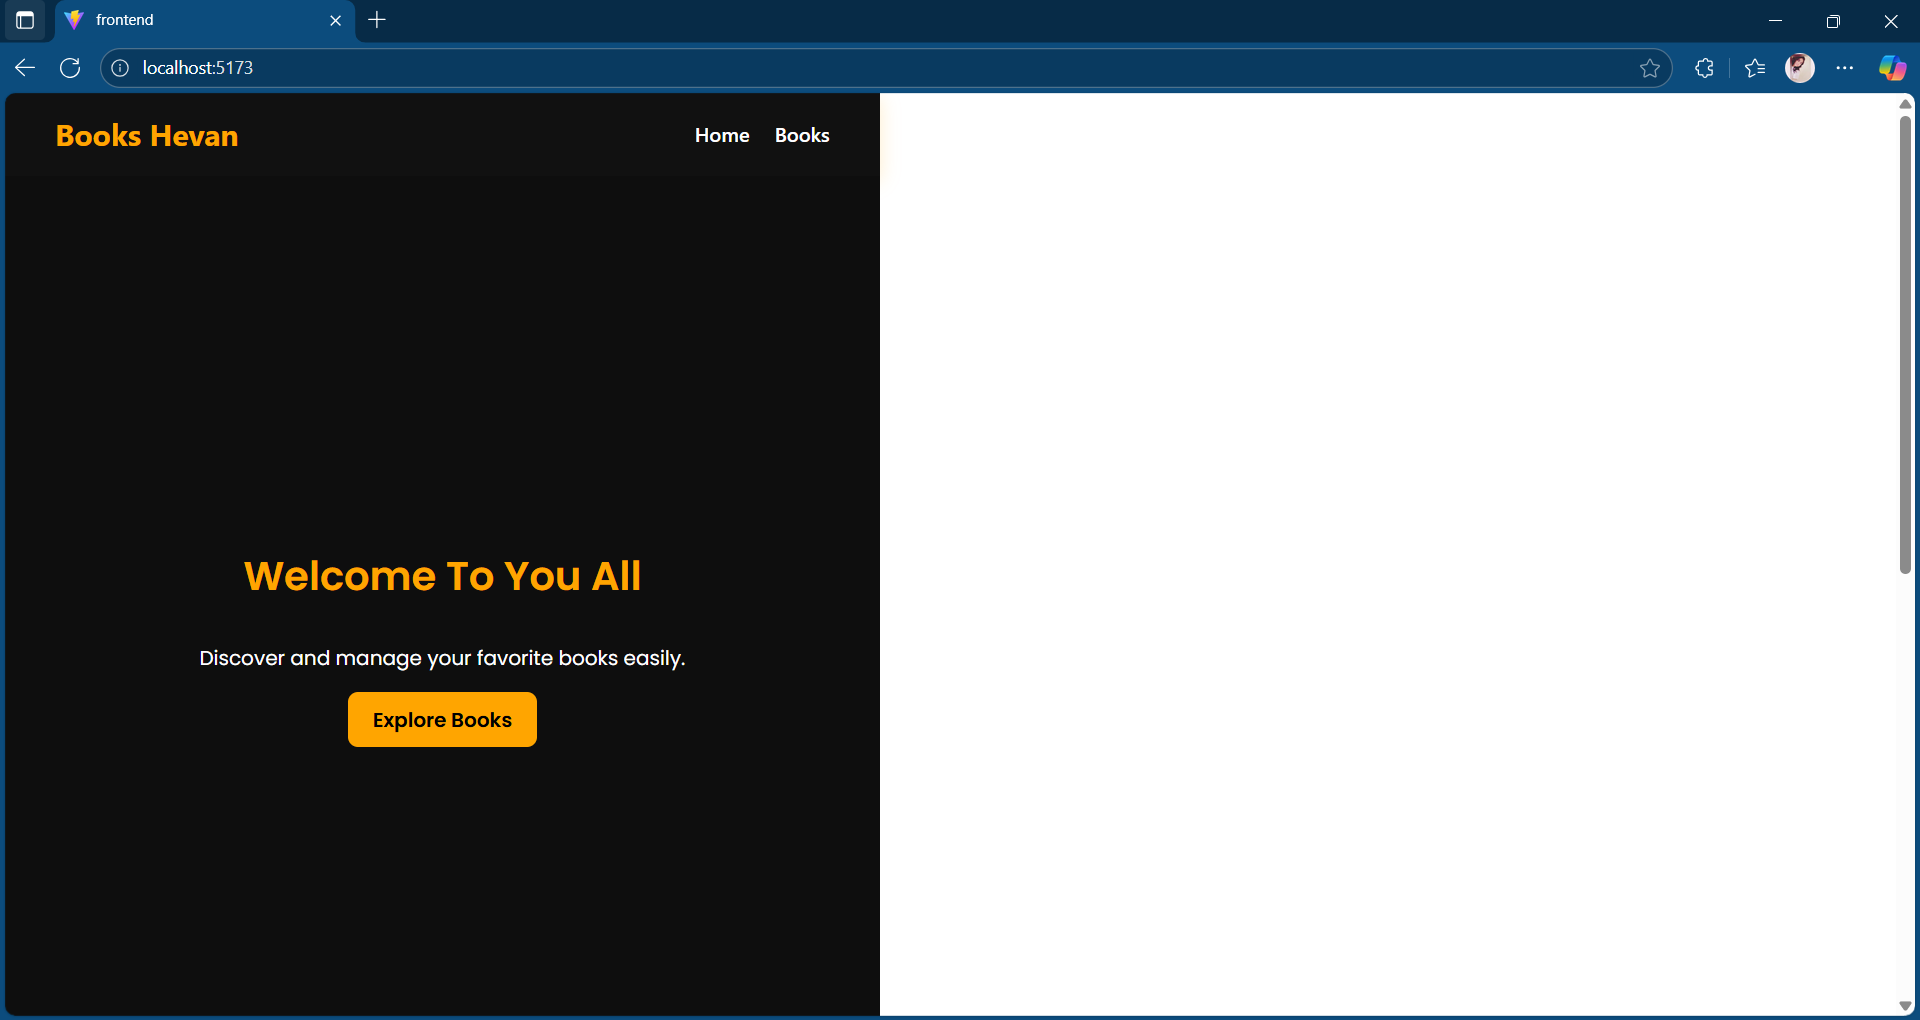 frontend
localhost:5173
Books Hevan
Home Books
Welcome To You All
Discover and manage your favorite books easily.
Explore Books